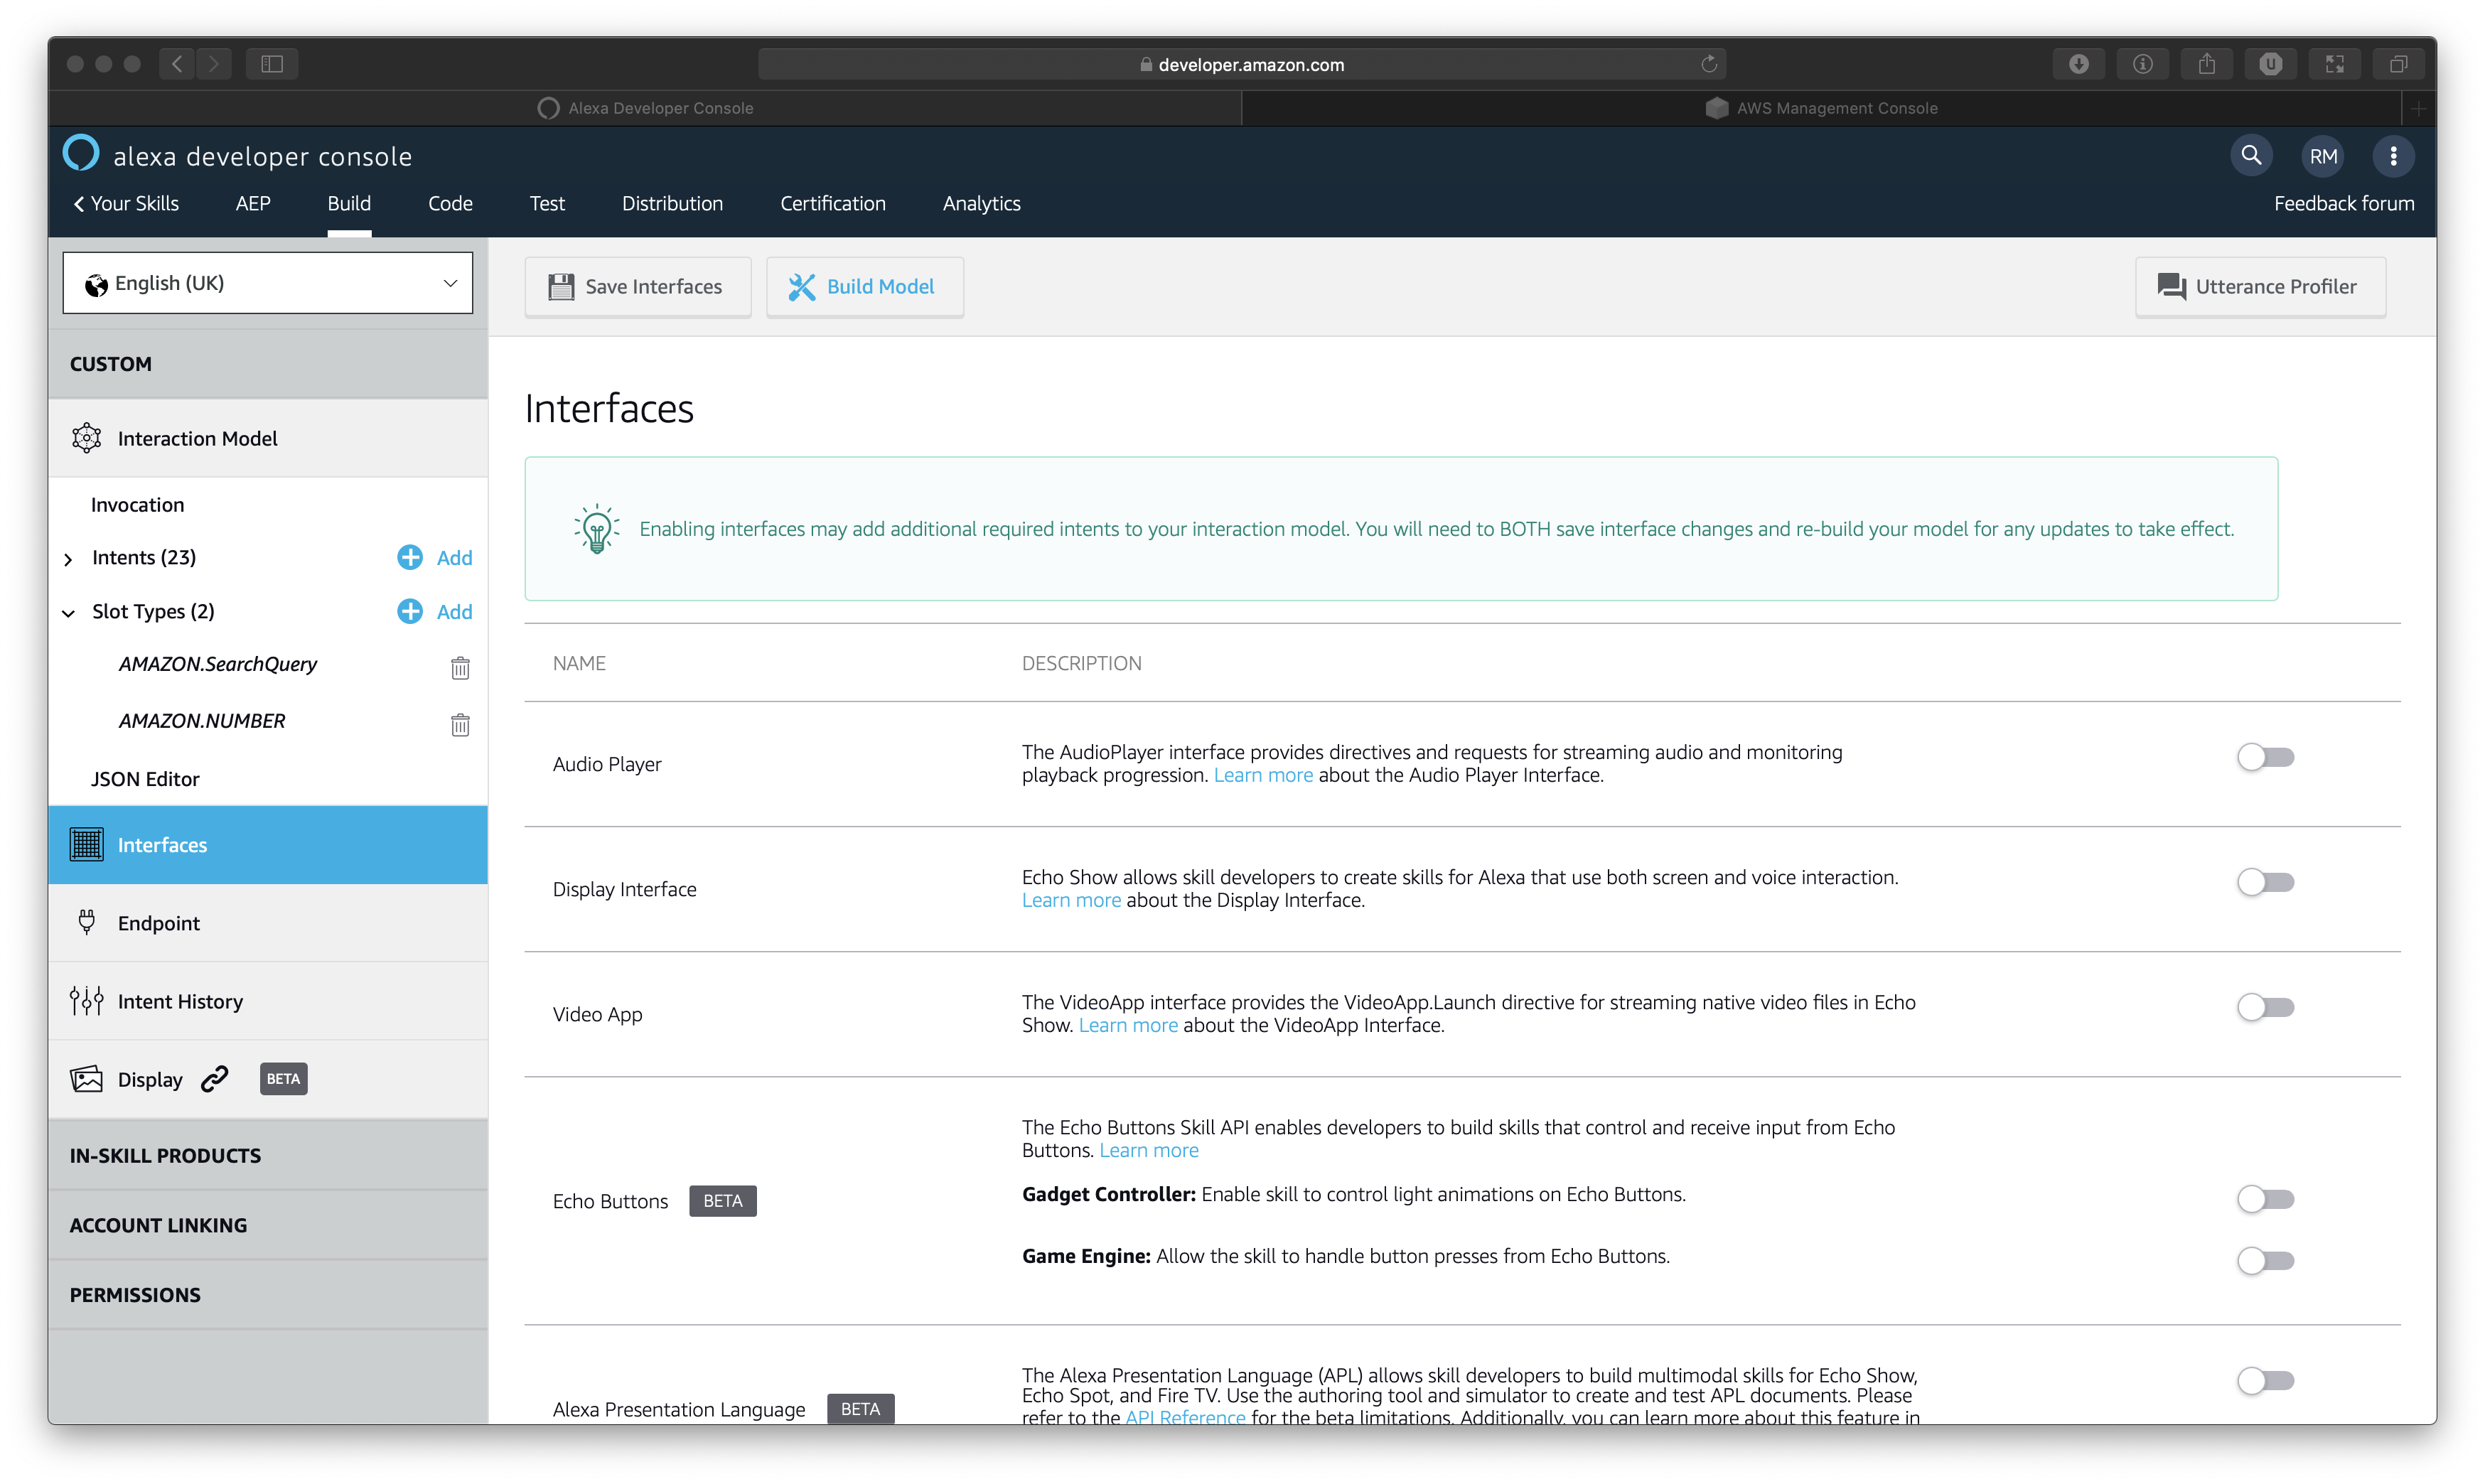 developer.amazon.com
Alexa Developer Console
AWS Management Console
alexa developer console
RM
Your Skills
AEP
Build
Code
Test
Distribution
Certification
Analytics
Feedback forum
English (UK)
Save Interfaces
Build Model
Utterance Profiler
CUSTOM
Interaction Model
Invocation
Intents (23)
Add
Slot Types (2)
Add
AMAZON.SearchQuery
AMAZON.NUMBER
JSON Editor
Interfaces
Endpoint
Intent History
Display
BETA
IN-SKILL PRODUCTS
ACCOUNT LINKING
PERMISSIONS
Interfaces
Enabling interfaces may add additional required intents to your interaction model. You will need to BOTH save interface changes and re-build your model for any updates to take effect.
NAME
DESCRIPTION
Audio Player
The AudioPlayer interface provides directives and requests for streaming audio and monitoring
playback progression. Learn more about the Audio Player Interface.
Display Interface
Echo Show allows skill developers to create skills for Alexa that use both screen and voice interaction.
Learn more about the Display Interface.
Video App
The VideoApp interface provides the VideoApp.Launch directive for streaming native video files in Echo
Show. Learn more about the VideoApp Interface.
Echo Buttons
BETA
The Echo Buttons Skill API enables developers to build skills that control and receive input from Echo
Buttons. Learn more
Gadget Controller: Enable skill to control light animations on Echo Buttons.
Game Engine: Allow the skill to handle button presses from Echo Buttons.
Alexa Presentation Language
BETA
The Alexa Presentation Language (APL) allows skill developers to build multimodal skills for Echo Show,
Echo Spot, and Fire TV. Use the authoring tool and simulator to create and test APL documents. Please
refer to the API Reference for the beta limitations. Additionally, you can learn more about this feature in